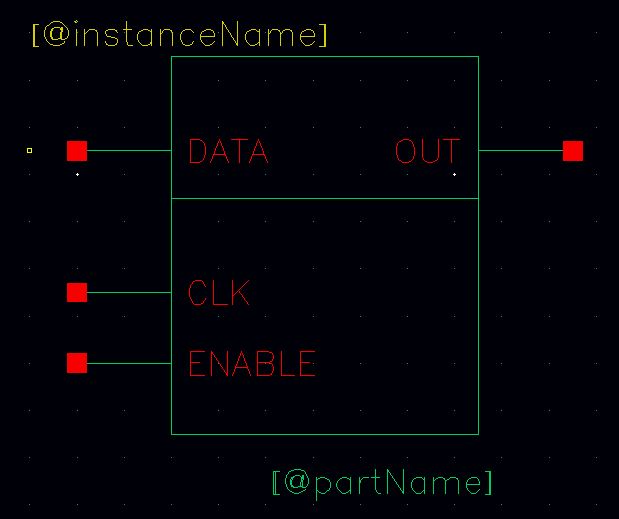 [@instanceName]
DATA OUT
CLK
ENABLE
[@partName]